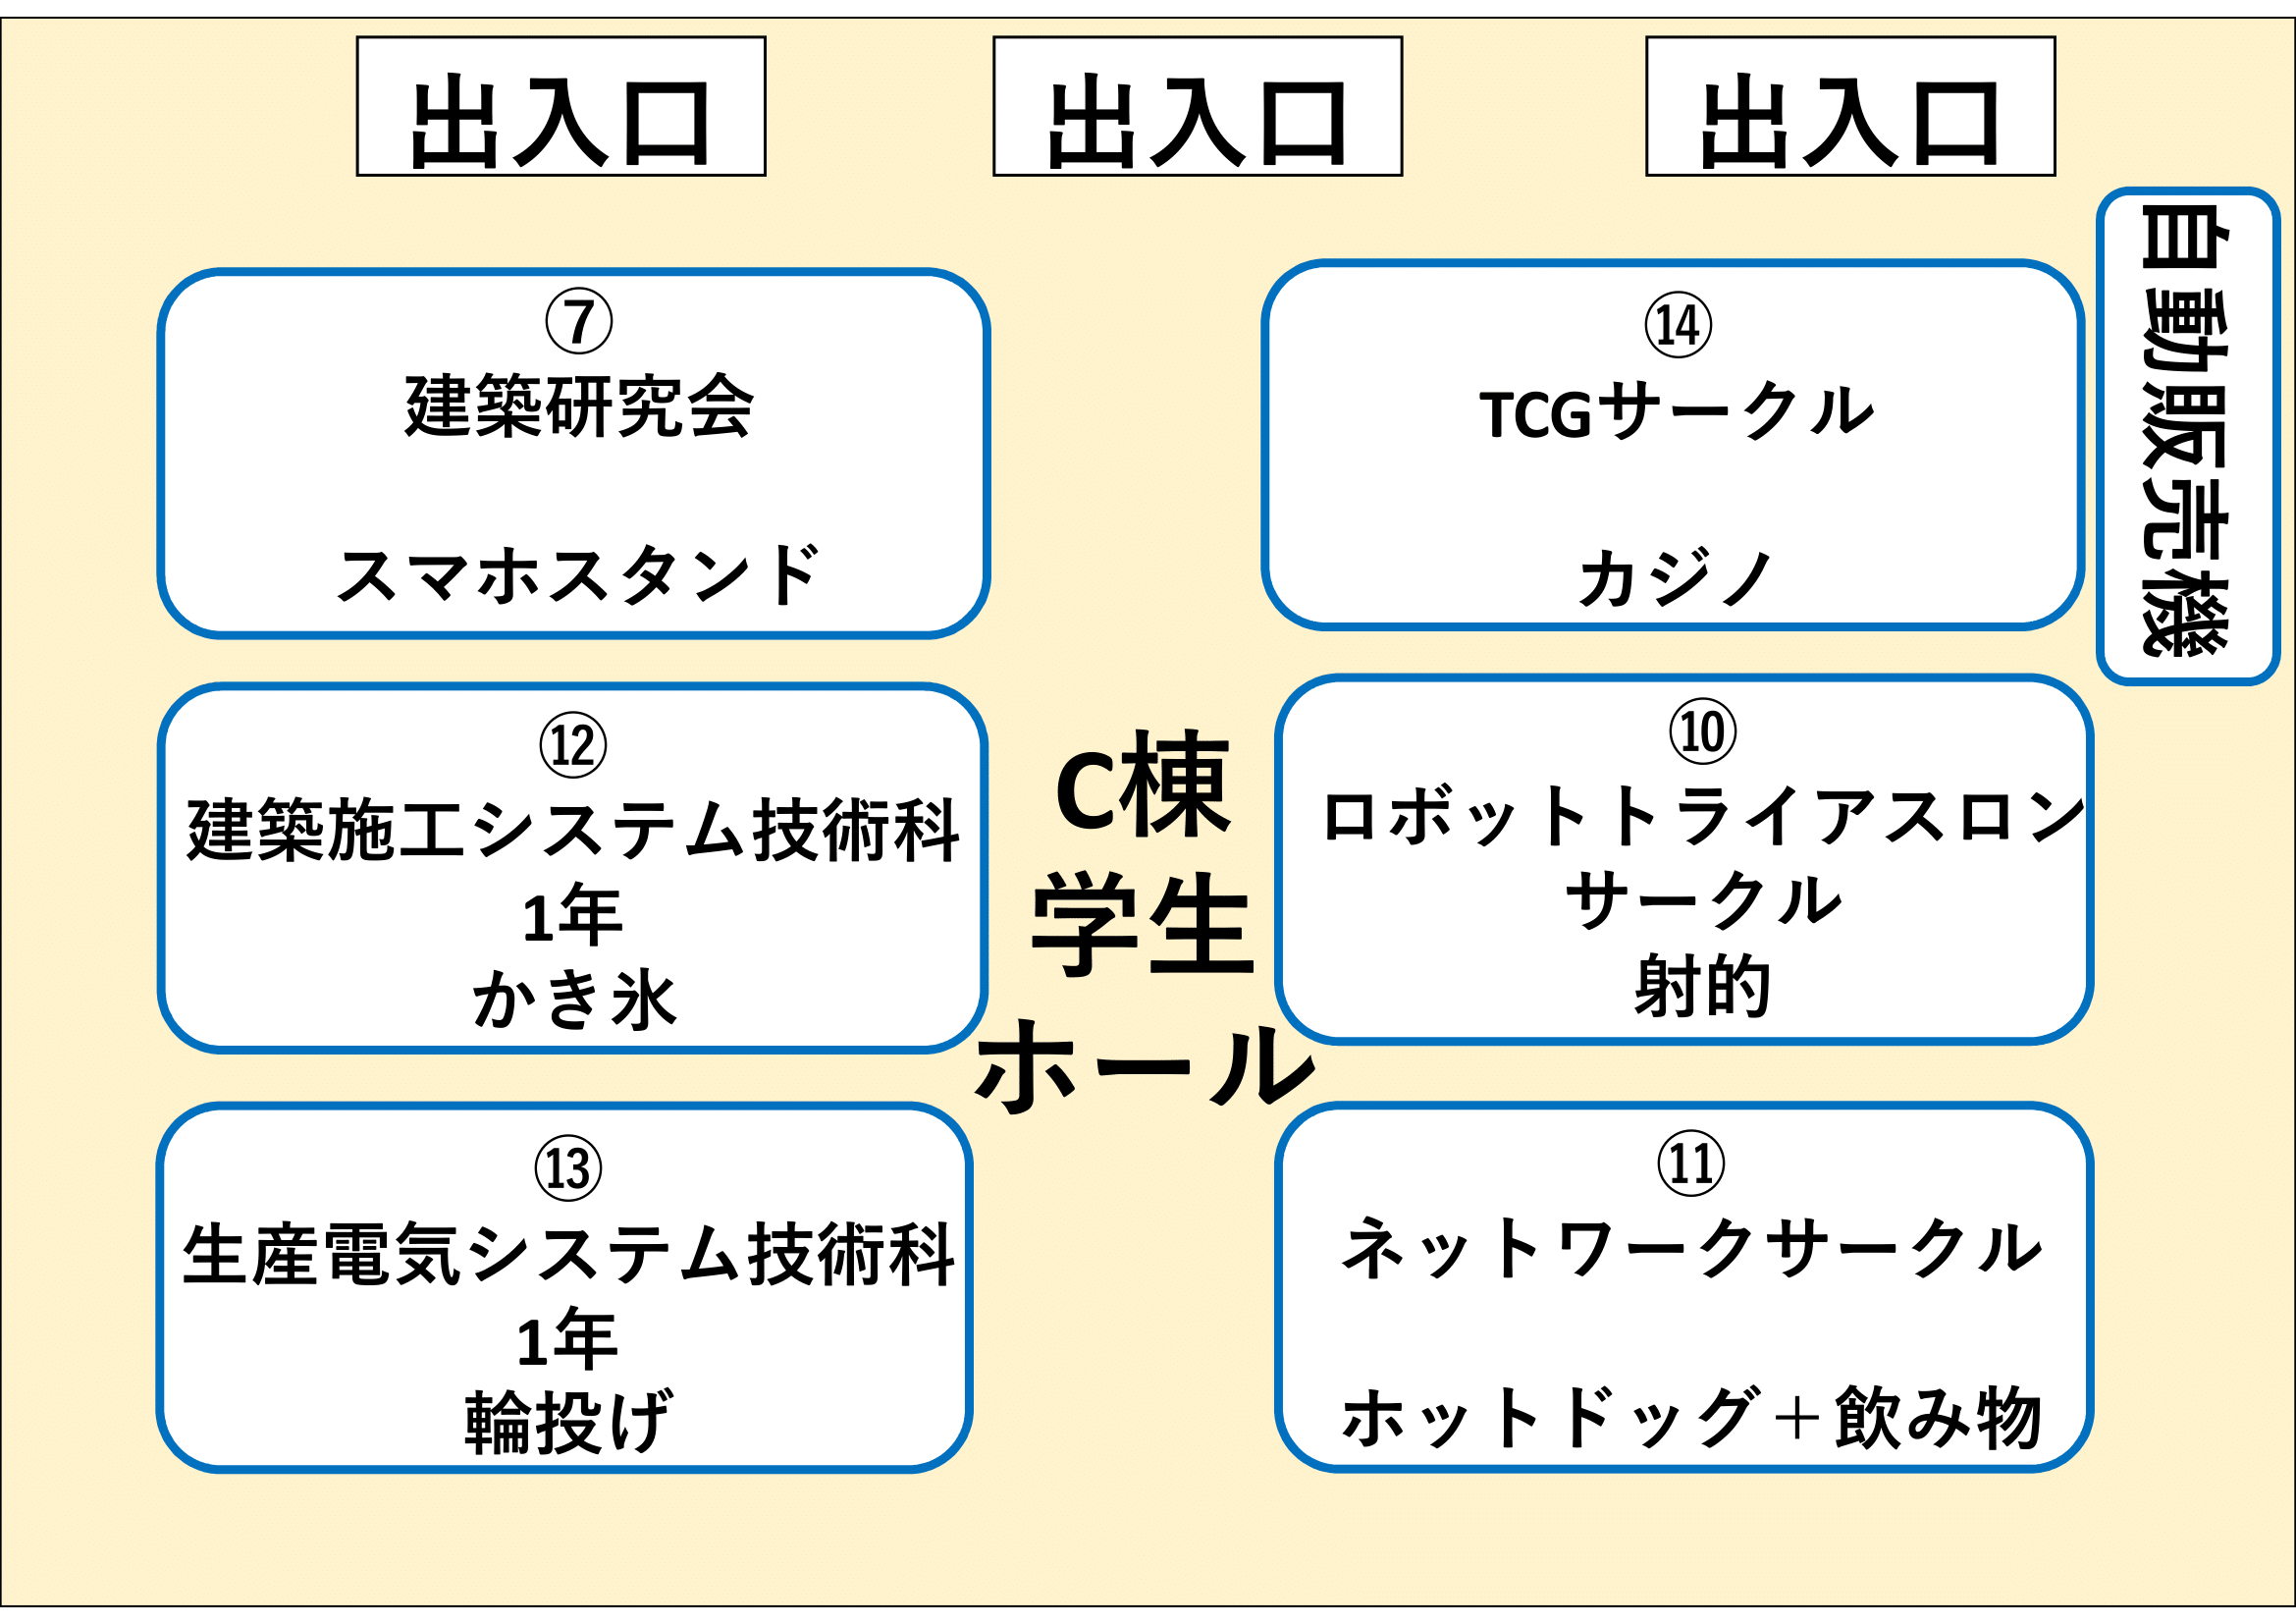 出入口
出入口
出入口
自動販売機
⑦
建築研究会
スマホスタンド
⑭
TCGサークル
カジノ
⑫
建築施工システム技術科
1年
かき氷
C棟
学生
ホール
⑩
ロボットトライアスロン
サークル
射的
⑬
生産電気システム技術科
1年
輪投げ
⑪
ネットワークサークル
ホットドッグ＋飲み物